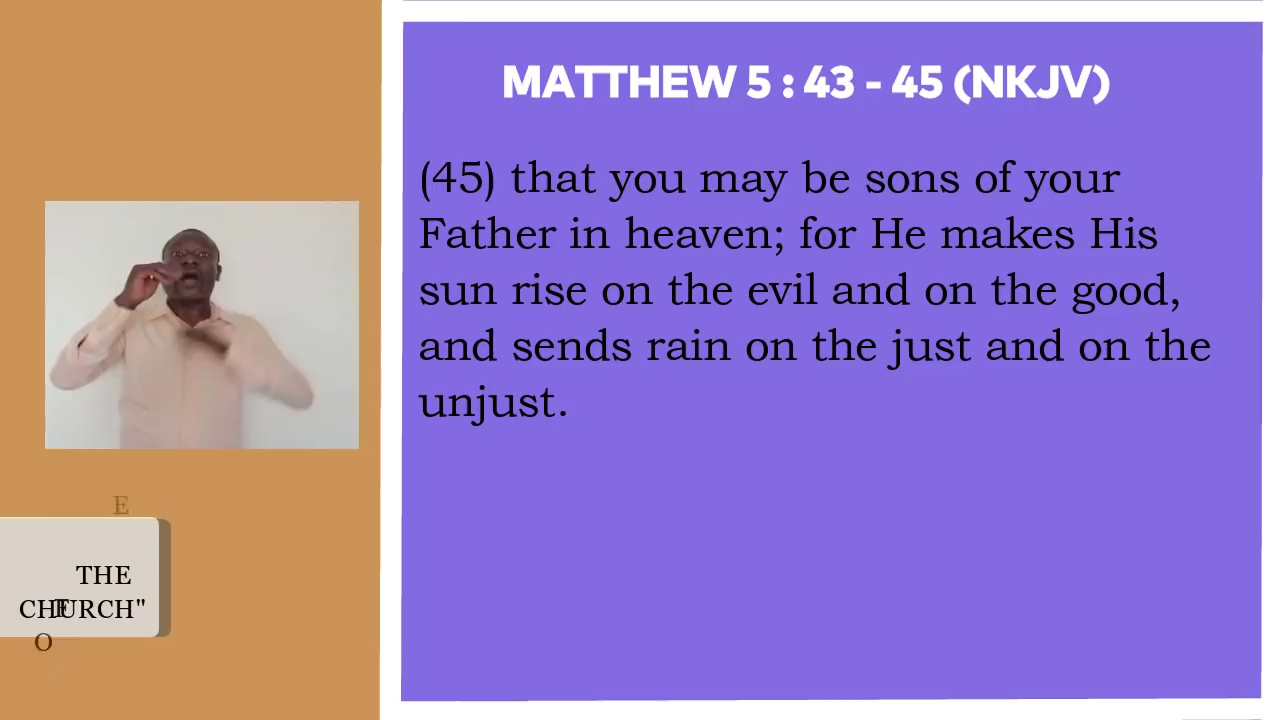 MATTHEW 5 : 43 - 45 (NKJV)
(45) that you may be sons of your
Father in heaven; for He makes His
sun rise on the evil and on the good,
and sends rain on the just and on the
unjust.
E
THE
CHURCH"
O